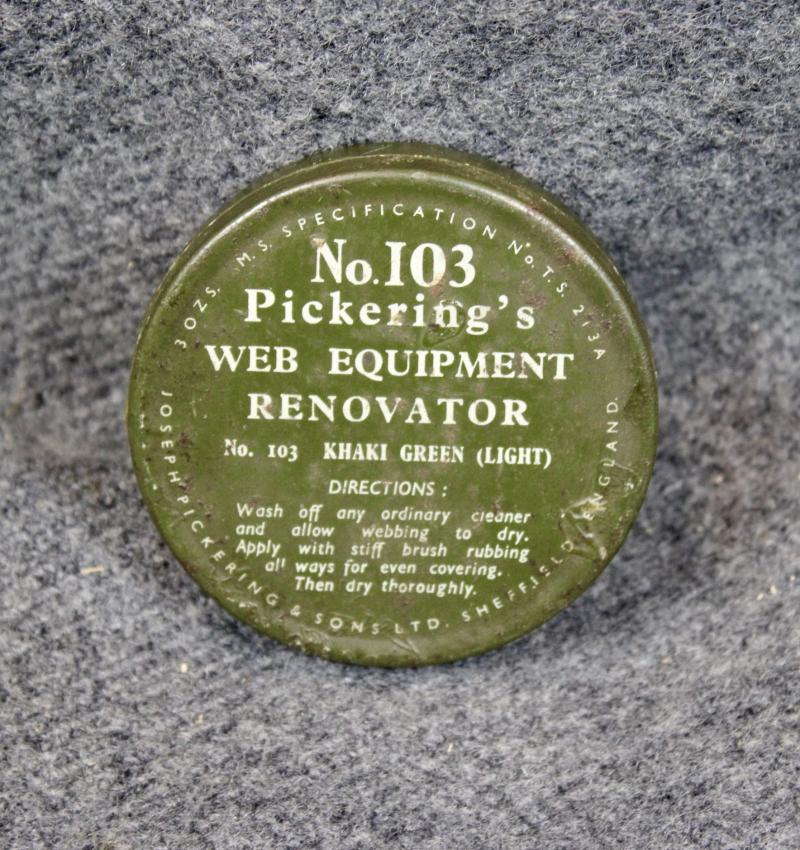 3 OZS. M.S. SPECIFICATION No. T.S. 213A
No. 103
Pickering's
WEB EQUIPMENT
RENOVATOR
No. 103 KHAKI GREEN (LIGHT)
DIRECTIONS :
Wash off any ordinary cleaner
and allow webbing to dry.
Apply with stiff brush rubbing
all ways for even covering.
Then dry thoroughly.
JOSEPH PICKERING & SONS LTD. SHEFFIELD ENGLAND.